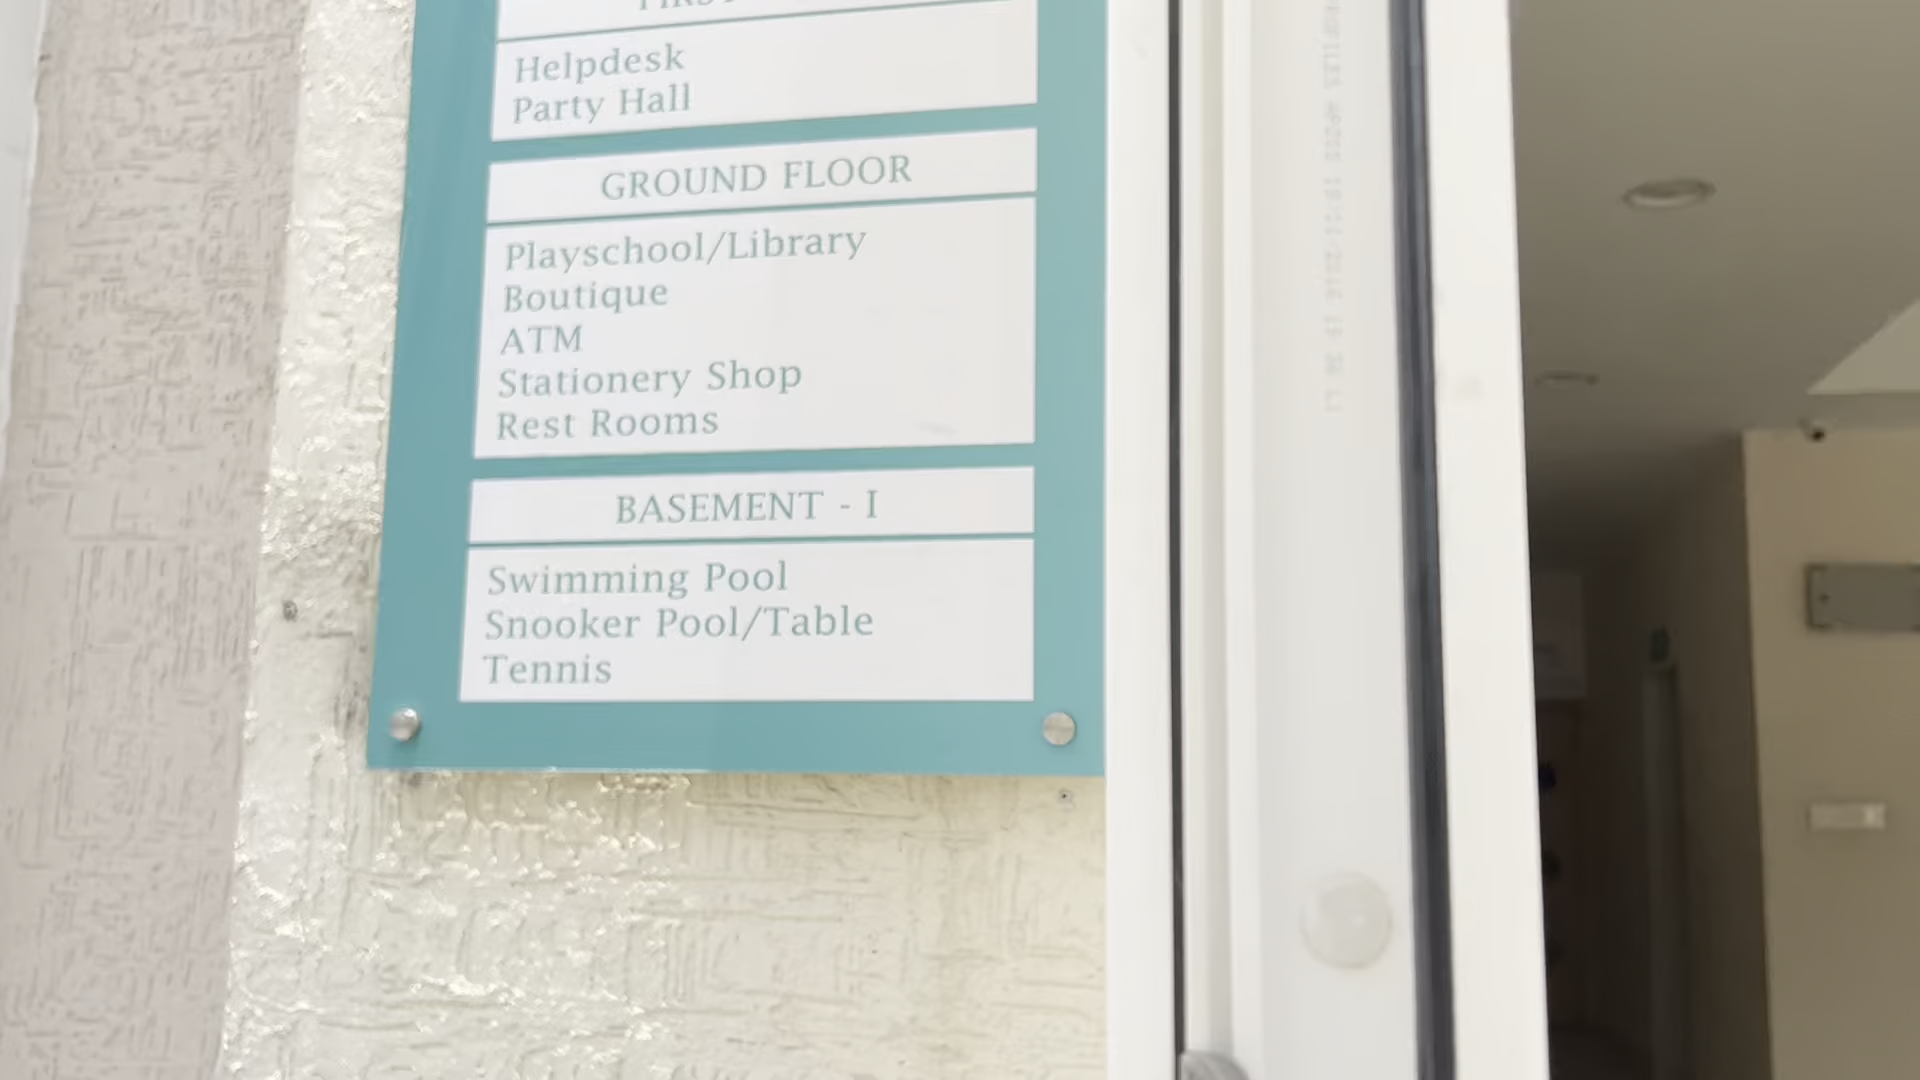 FIRST
Helpdesk
Party Hall
GROUND FLOOR
Playschool/Library
Boutique
ATM
Stationery Shop
Rest Rooms
BASEMENT - I
Swimming Pool
Snooker Pool/Table
Tennis